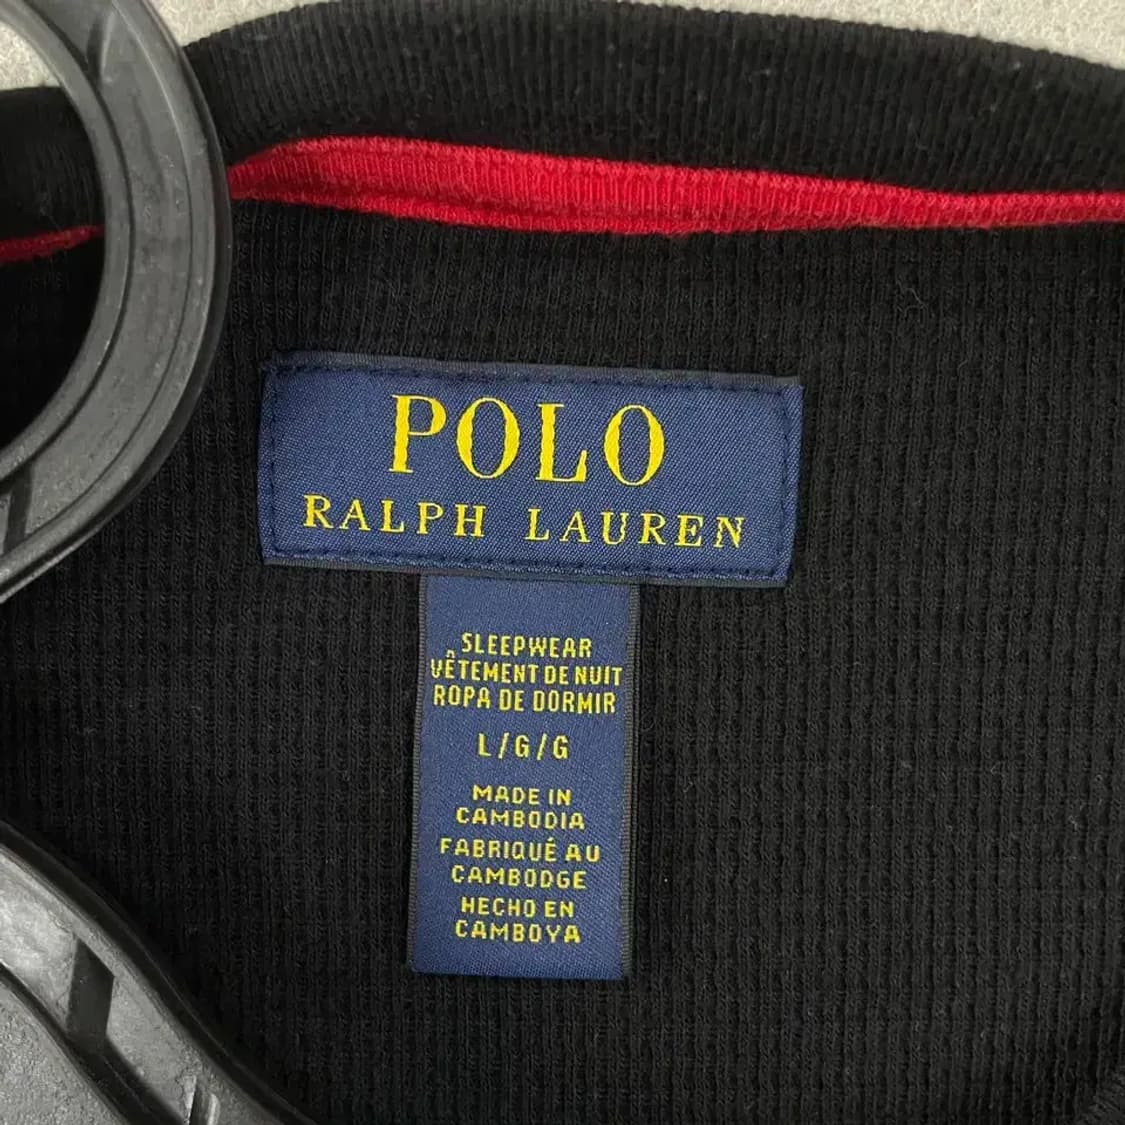 POLO
RALPH LAUREN
SLEEPWEAR
VÊTEMENT DE NUIT
ROPA DE DORMIR
L/G/G
MADE IN
CAMBODIA
FABRIQUÉ AU
CAMBODGE
HECHO EN
CAMBOYA